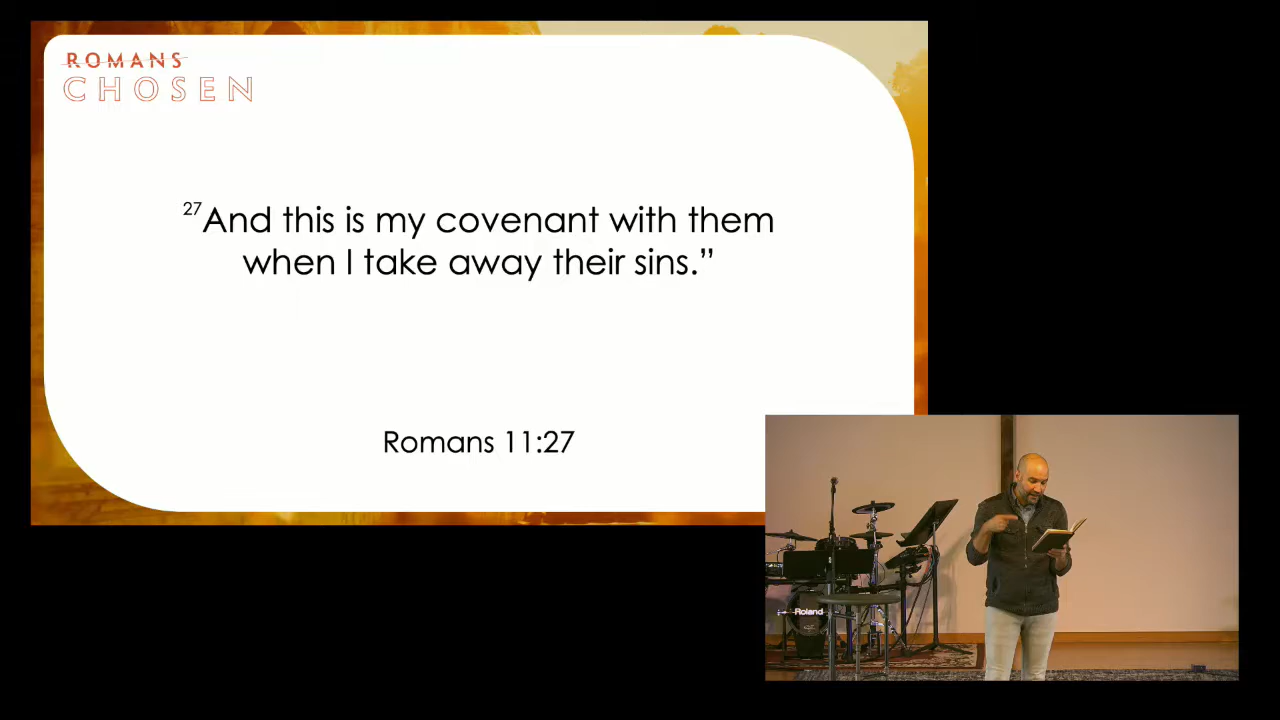 ROMANS
CHOSEN
27And this is my covenant with them
when I take away their sins.”
Romans 11:27
Roland